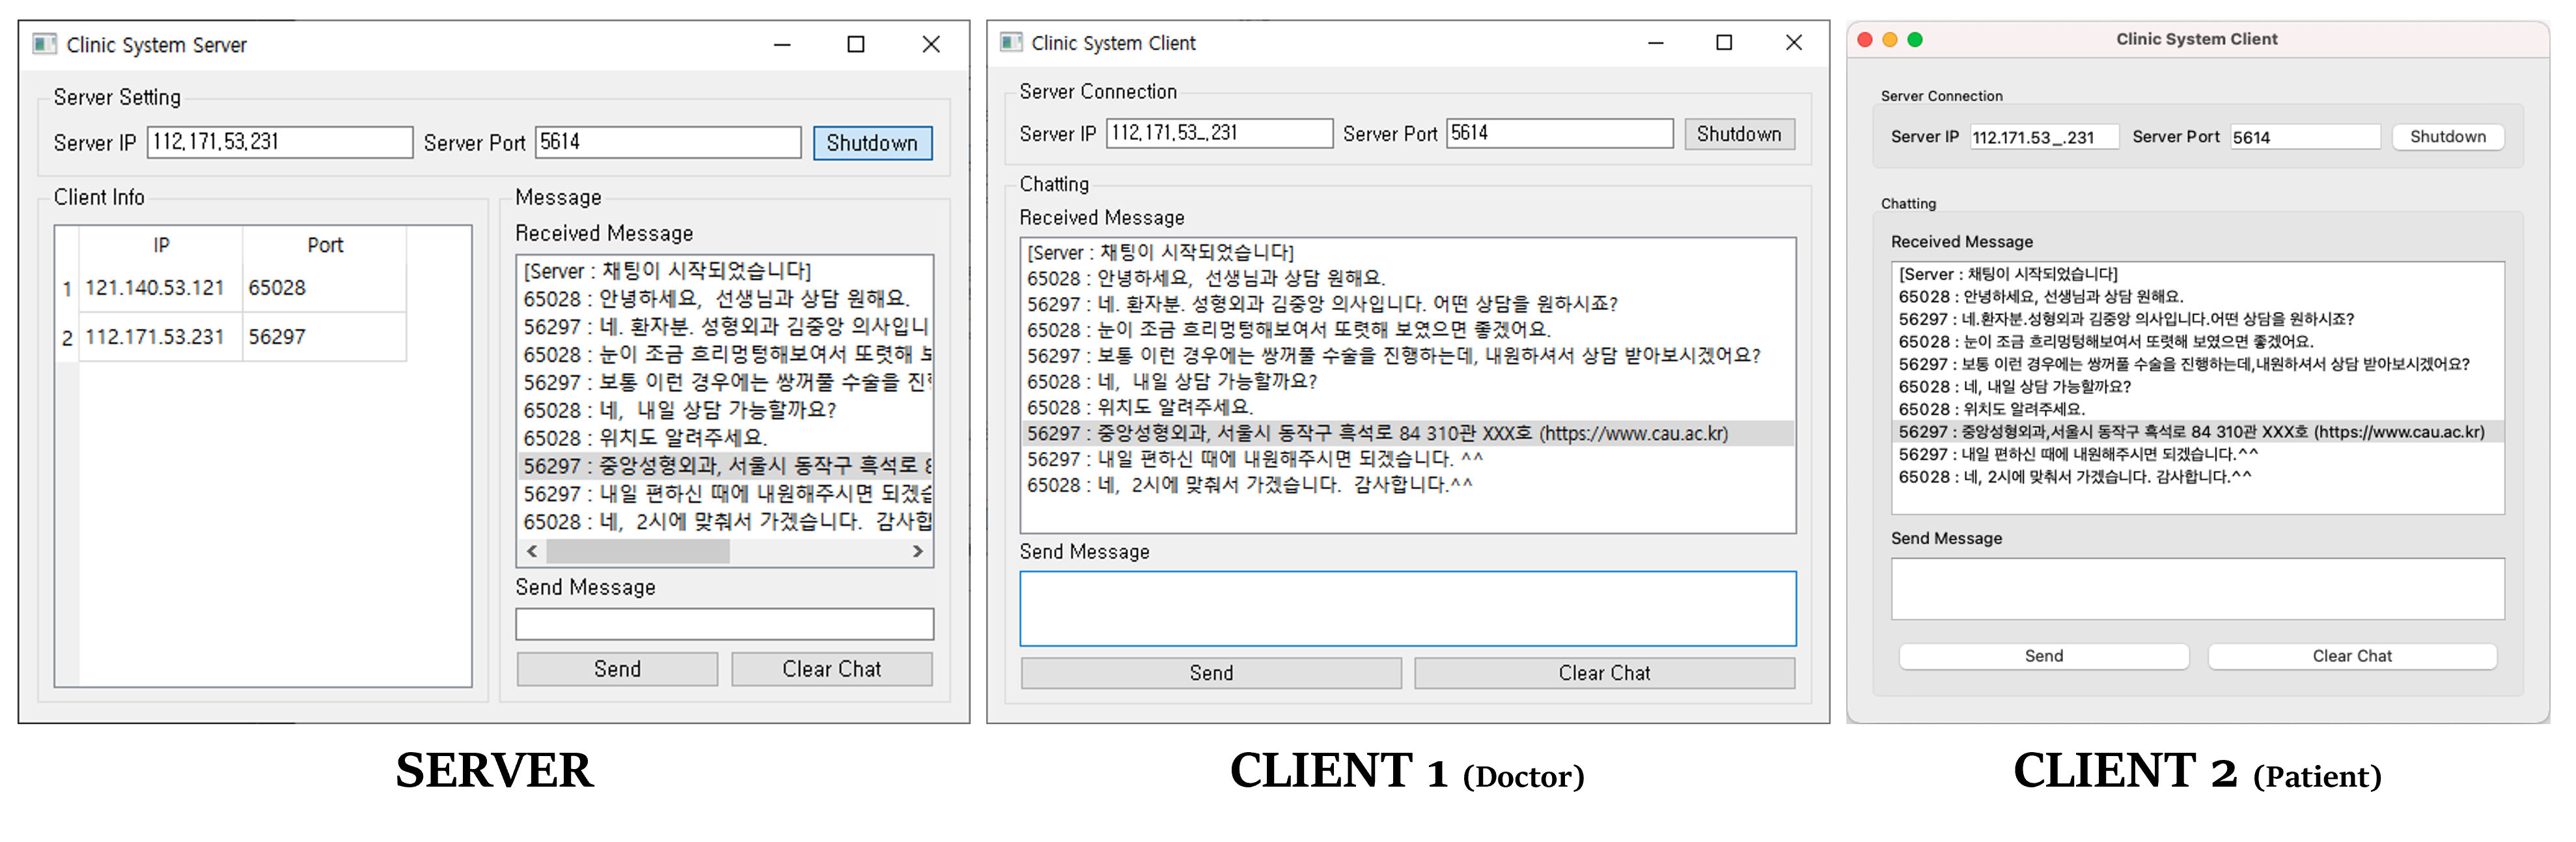 Clinic System Server
Server Setting
Server IP 112.171.53.231 Server Port 5614 Shutdown
Client Info
IP Port
1 121.140.53.121 65028
2 112.171.53.231 56297
Message
Received Message
[Server : 채팅이 시작되었습니다]
65028 : 안녕하세요, 선생님과 상담 원해요.
56297 : 네. 환자분. 성형외과 김중앙 의사입니
65028 : 눈이 조금 흐리멍텅해보여서 또렷해 보
56297 : 보통 이런 경우에는 쌍꺼풀 수술을 진행
65028 : 네, 내일 상담 가능할까요?
65028 : 위치도 알려주세요.
56297 : 중앙성형외과, 서울시 동작구 흑석로 8
56297 : 내일 편하신 때에 내원해주시면 되겠습
65028 : 네, 2시에 맞춰서 가겠습니다. 감사합
Send Message
Send Clear Chat
SERVER
Clinic System Client
Server Connection
Server IP 112.171.53_.231 Server Port 5614 Shutdown
Chatting
Received Message
[Server : 채팅이 시작되었습니다]
65028 : 안녕하세요, 선생님과 상담 원해요.
56297 : 네. 환자분. 성형외과 김중앙 의사입니다. 어떤 상담을 원하시죠?
65028 : 눈이 조금 흐리멍텅해보여서 또렷해 보였으면 좋겠어요.
56297 : 보통 이런 경우에는 쌍꺼풀 수술을 진행하는데, 내원하셔서 상담 받아보시겠어요?
65028 : 네, 내일 상담 가능할까요?
65028 : 위치도 알려주세요.
56297 : 중앙성형외과, 서울시 동작구 흑석로 84 310관 XXX호 (https://www.cau.ac.kr)
56297 : 내일 편하신 때에 내원해주시면 되겠습니다. ^^
65028 : 네, 2시에 맞춰서 가겠습니다. 감사합니다.^^
Send Message
Send Clear Chat
CLIENT 1 (Doctor)
Clinic System Client
Server Connection
Server IP 112.171.53_.231 Server Port 5614 Shutdown
Chatting
Received Message
[Server : 채팅이 시작되었습니다]
65028 : 안녕하세요, 선생님과 상담 원해요.
56297 : 네.환자분.성형외과 김중앙 의사입니다.어떤 상담을 원하시죠?
65028 : 눈이 조금 흐리멍텅해보여서 또렷해 보였으면 좋겠어요.
56297 : 보통 이런 경우에는 쌍꺼풀 수술을 진행하는데,내원하셔서 상담 받아보시겠어요?
65028 : 네, 내일 상담 가능할까요?
65028 : 위치도 알려주세요.
56297 : 중앙성형외과,서울시 동작구 흑석로 84 310관 XXX호 (https://www.cau.ac.kr)
56297 : 내일 편하신 때에 내원해주시면 되겠습니다.^^
65028 : 네, 2시에 맞춰서 가겠습니다. 감사합니다.^^
Send Message
Send Clear Chat
CLIENT 2 (Patient)